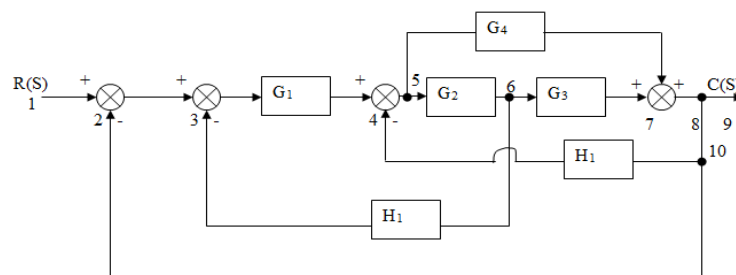 G4
R(S)
+
+
+
5
6
+
+
C(S)
1
G1
G2
G3
2
-
3
-
4
-
7
8
9
10
H1
H1